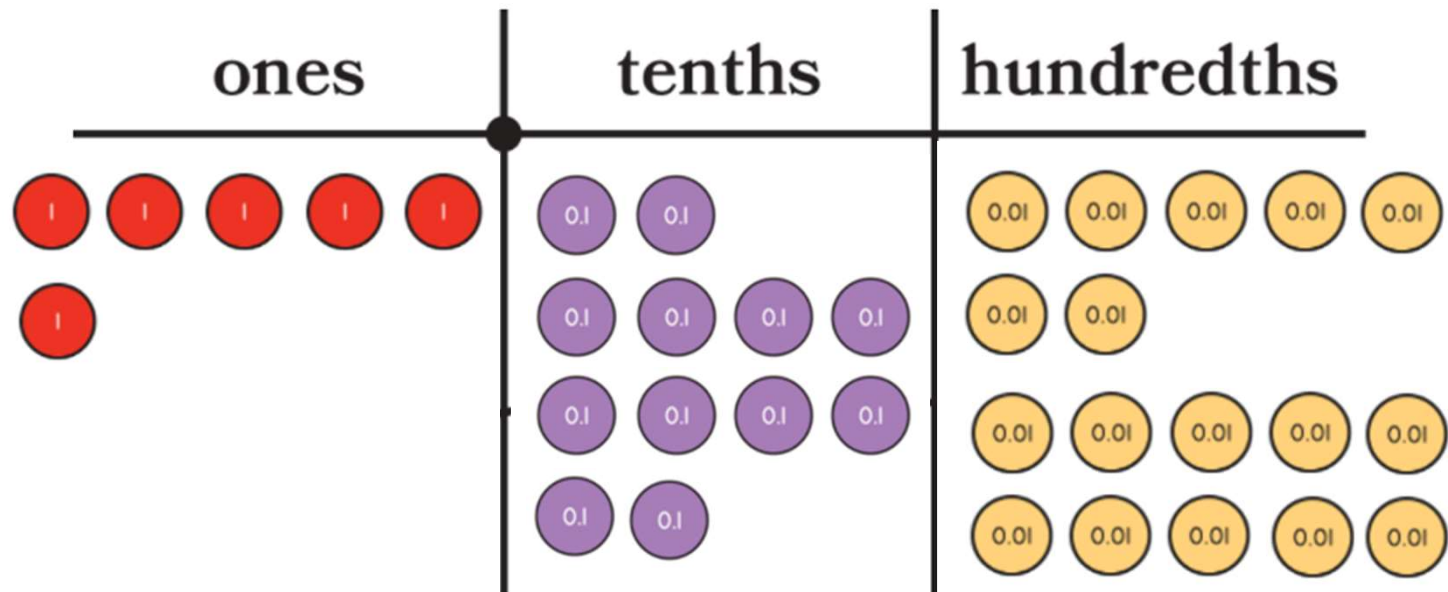 ones tenths hundredths
1 1 1 1 1 0.1 0.1 0.01 0.01 0.01 0.01 0.01
1 0.1 0.1 0.1 0.1 0.01 0.01
0.1 0.1 0.1 0.1 0.01 0.01 0.01 0.01 0.01
0.1 0.1 0.01 0.01 0.01 0.01 0.01